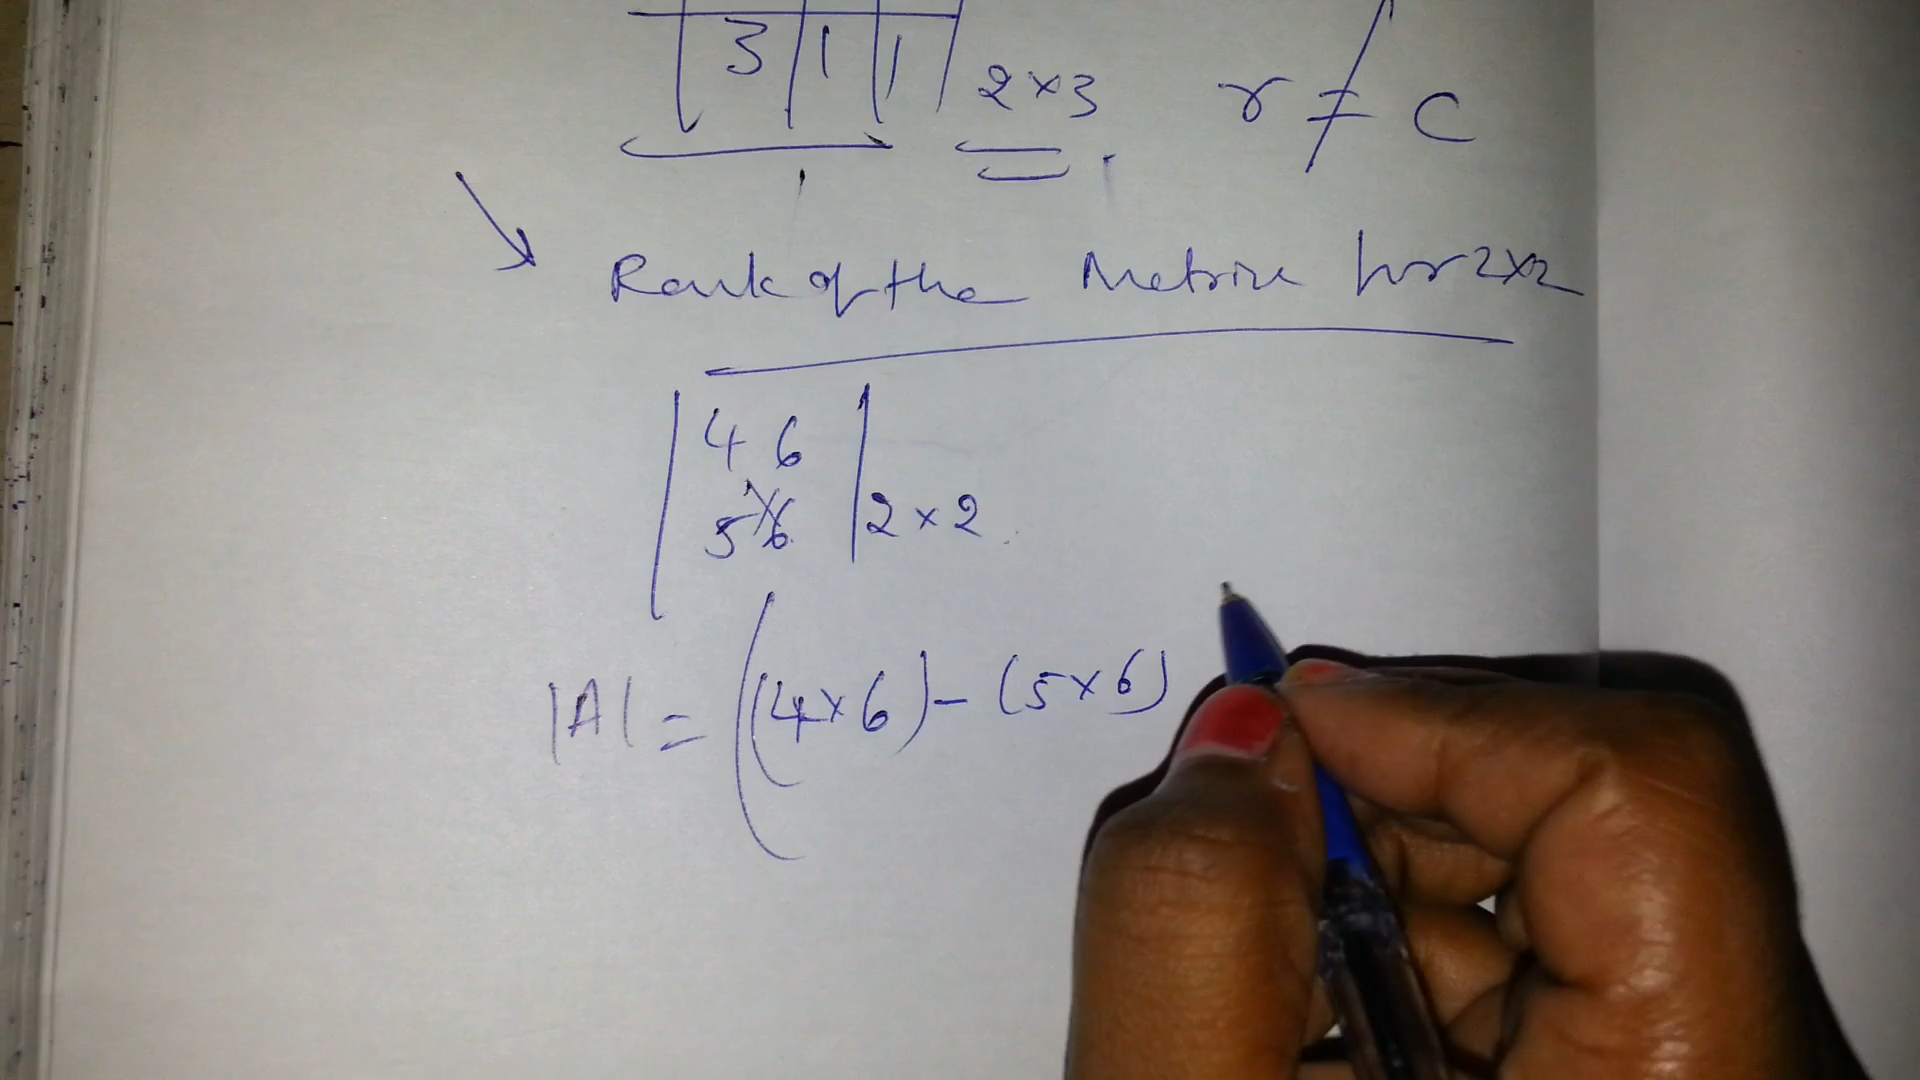 3 1 1 2×3 r ≠ c
Rank of the Metrix for 2×2
4 6
5 6 2×2
|A| = ((4×6) - (5×6)